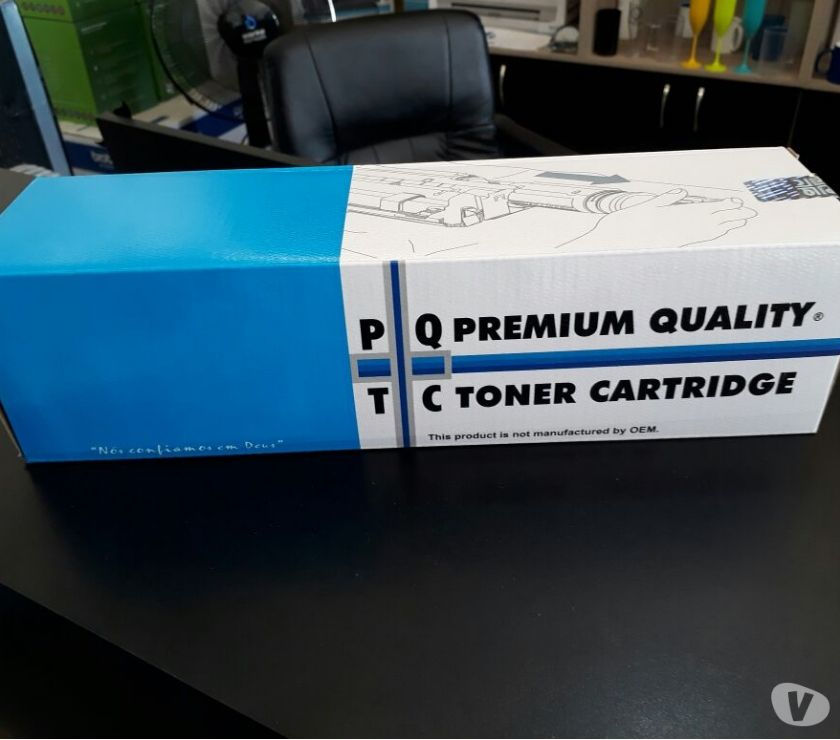 P Q PREMIUM QUALITY®
T C TONER CARTRIDGE
This product is not manufactured by OEM.
"Nós confiamos em Deus"
V